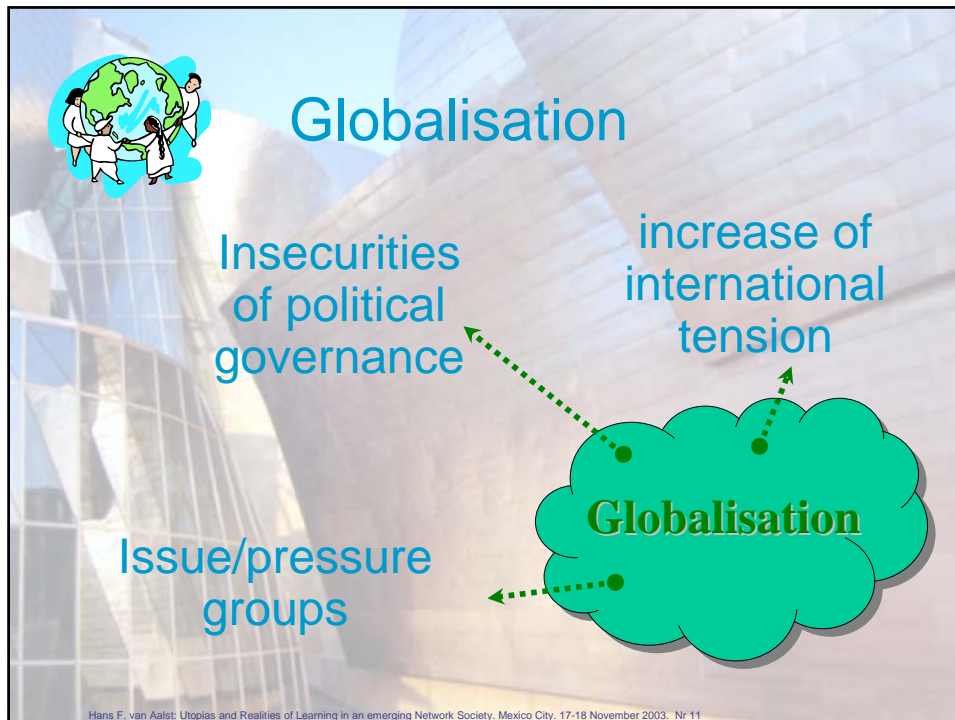 Globalisation
Insecurities
of political
governance
increase of
international
tension
Globalisation
Issue/pressure
groups
Hans F. van Aalst: Utopias and Realities of Learning in an emerging Network Society. Mexico City. 17-18 November 2003. Nr 11